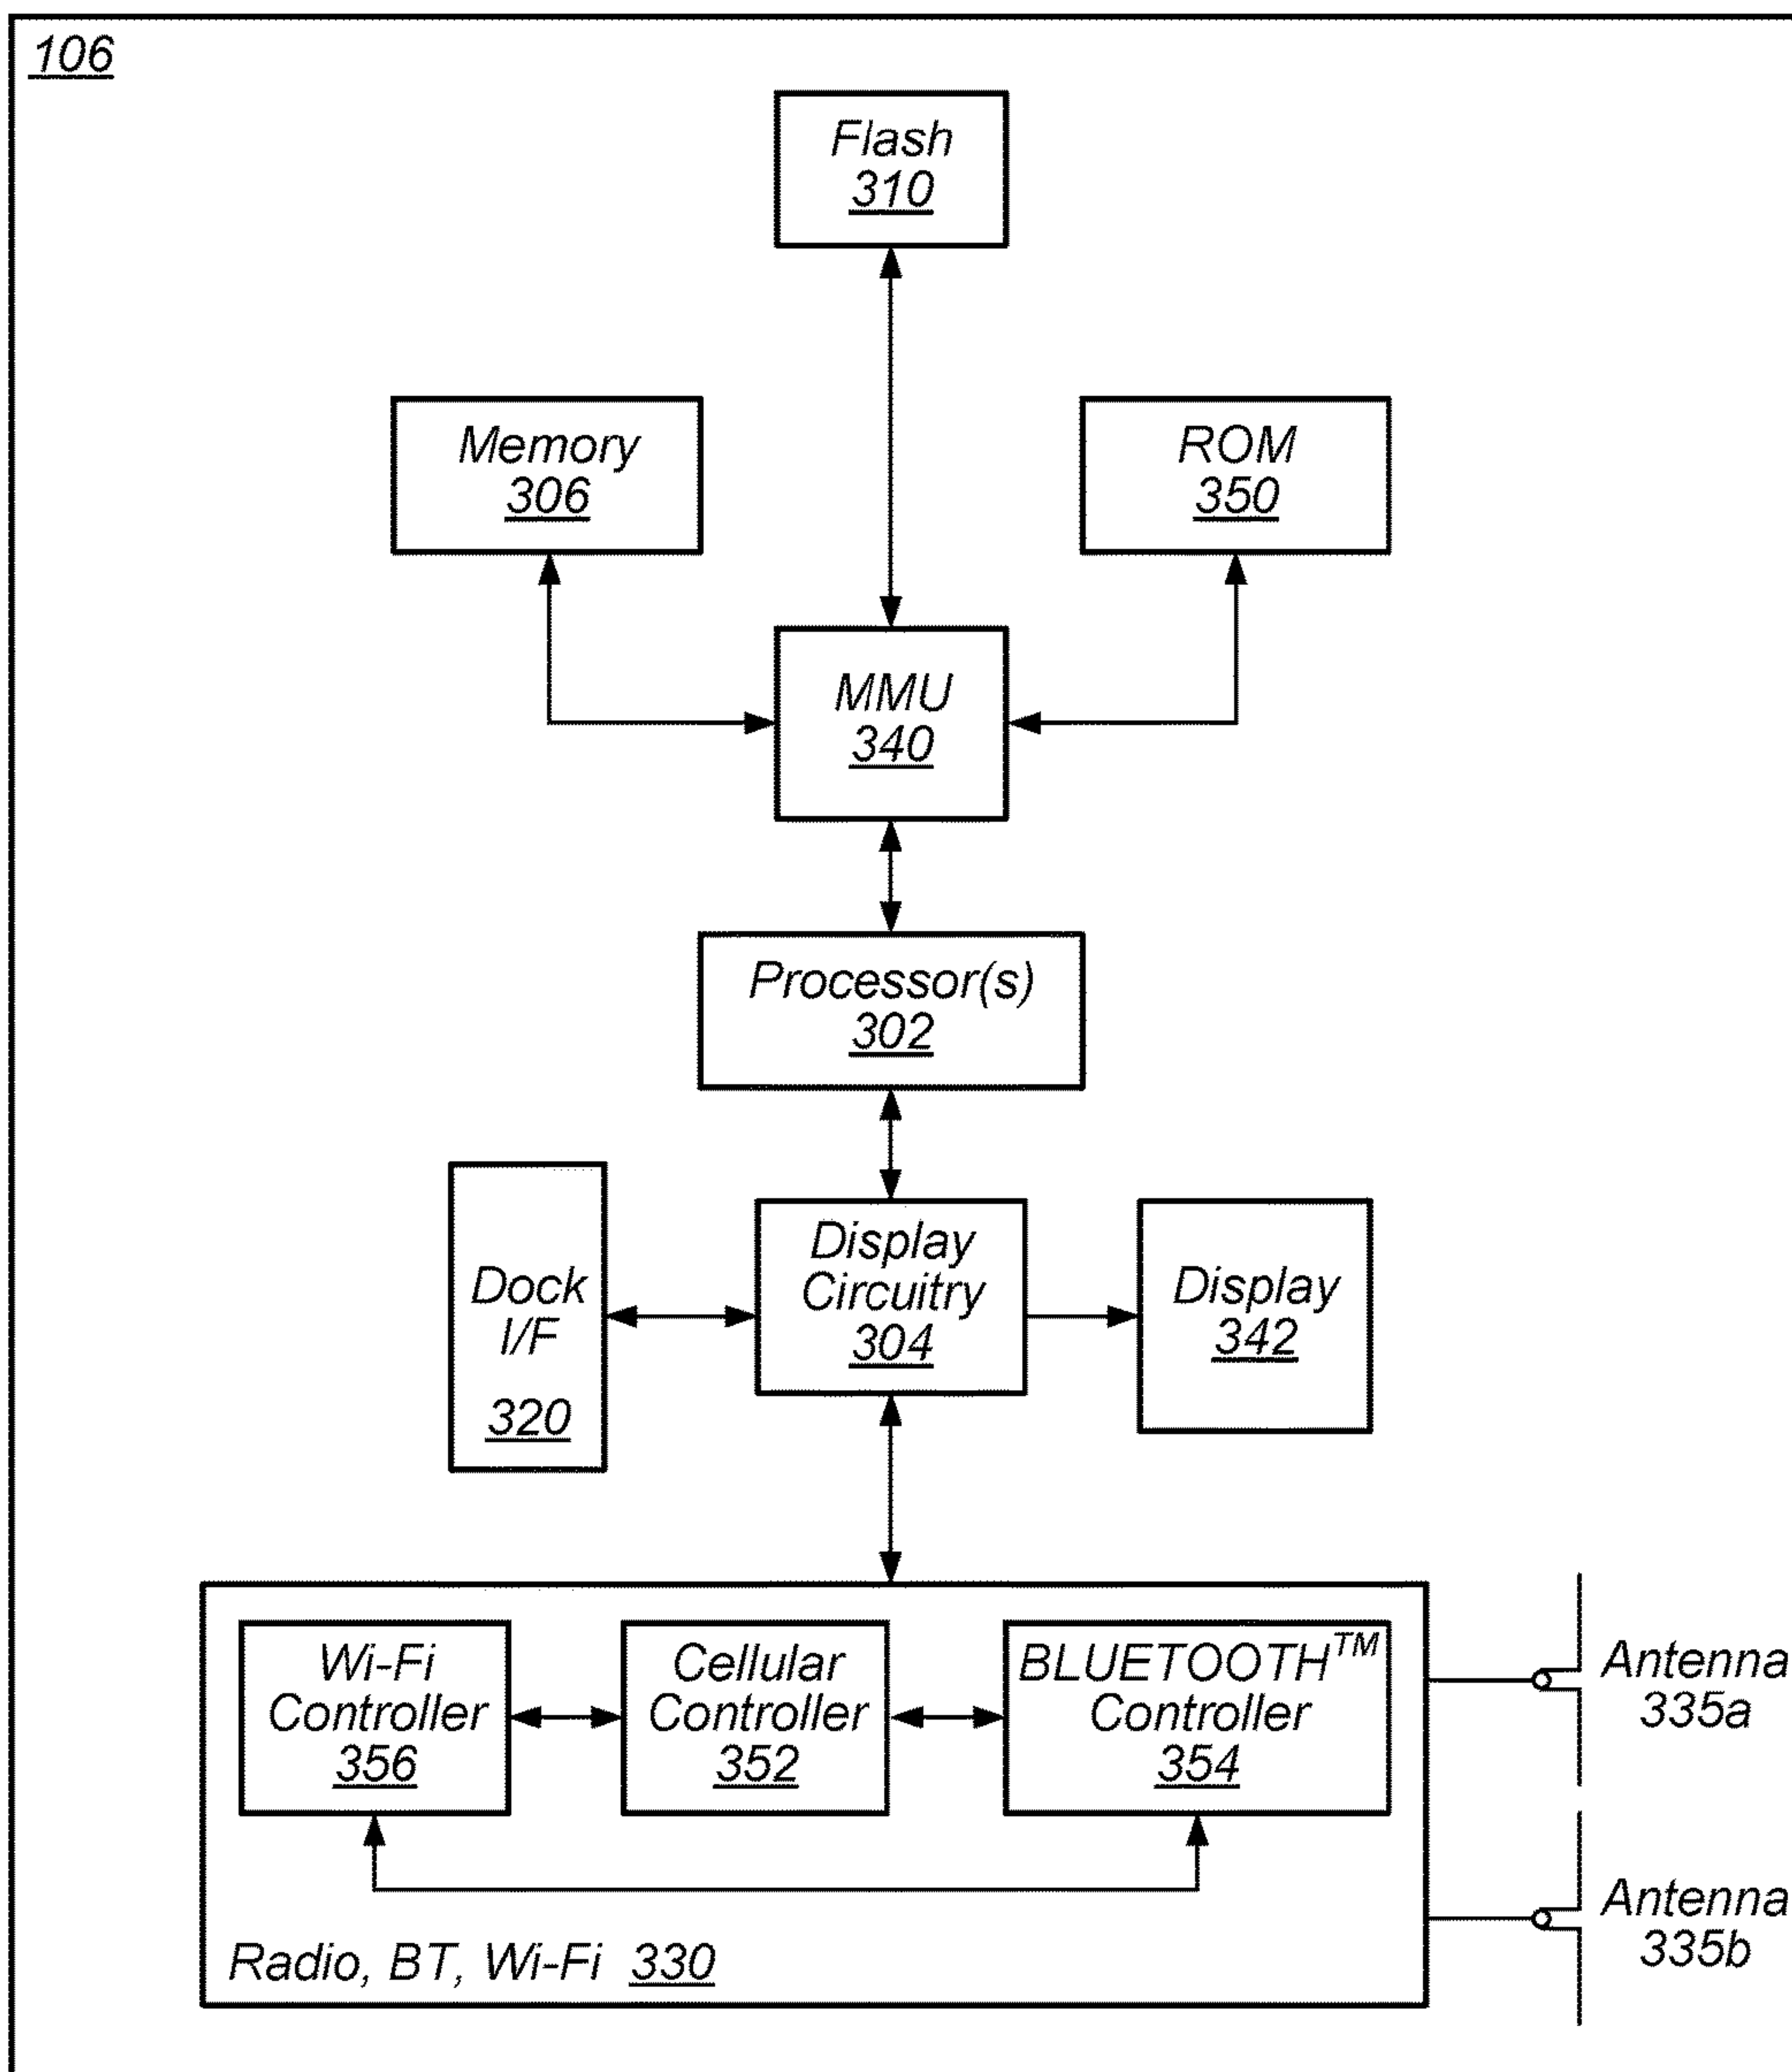 106
Flash
310
Memory
306
ROM
350
MMU
340
Processor(s)
302
Dock
I/F
320
Display
Circuitry
304
Display
342
Wi-Fi
Controller
356
Cellular
Controller
352
BLUETOOTH™
Controller
354
Radio, BT, Wi-Fi 330
Antenna
335a
Antenna
335b